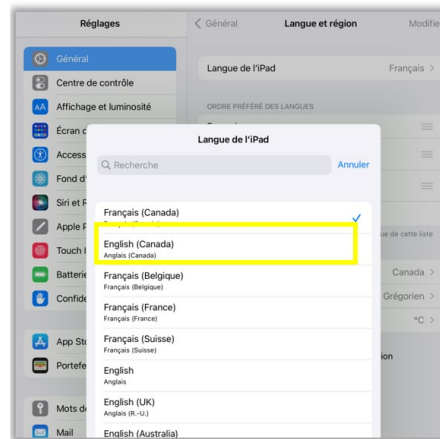 Réglages
Général
Langue et région
Modifie
Général
Centre de contrôle
Affichage et luminosité
Écran d
Access
Fond d'
Siri et R
Apple P
Touch I
Batterie
Confide
App Sto
Portefe
Mots de
Mail
Langue de l'iPad
Français
ORDRE PRÉFÉRÉ DES LANGUES
ue de cette liste
Canada
Grégorien
°C
ion
Langue de l'iPad
Recherche
Annuler
Français (Canada)
English (Canada)
Anglais (Canada)
Français (Belgique)
Français (Belgique)
Français (France)
Français (France)
Français (Suisse)
Français (Suisse)
English
Anglais
English (UK)
Anglais (R.-U.)
English (Australia)